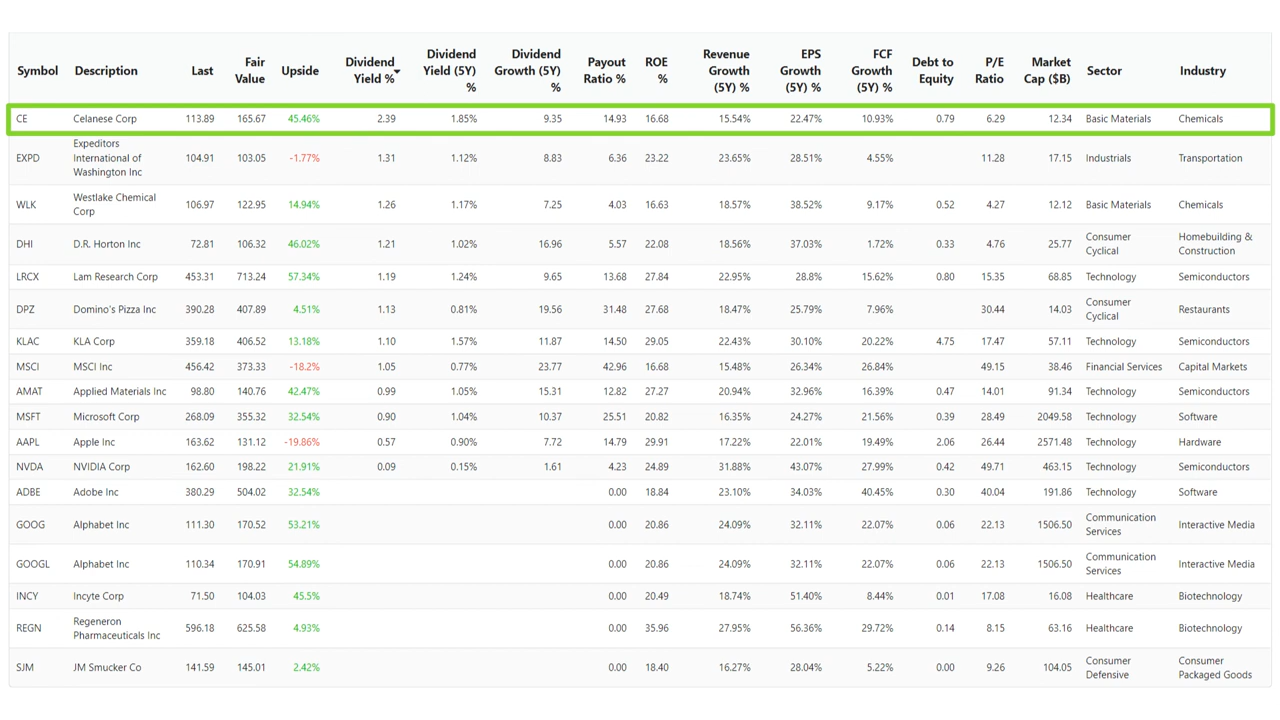 Symbol Description Last Fair Value Upside Dividend Yield % Dividend Yield (5Y) % Dividend Growth (5Y) % Payout Ratio % ROE % Revenue Growth (5Y) % EPS Growth (5Y) % FCF Growth (5Y) % Debt to Equity P/E Ratio Market Cap ($B) Sector Industry
CE Celanese Corp 113.89 165.67 45.46% 2.39 1.85% 9.35 14.93 16.68 15.54% 22.47% 10.93% 0.79 6.29 12.34 Basic Materials Chemicals
EXPD Expeditors International of Washington Inc 104.91 103.05 -1.77% 1.31 1.12% 8.83 6.36 23.22 23.65% 28.51% 4.55% 11.28 17.15 Industrials Transportation
WLK Westlake Chemical Corp 106.97 122.95 14.94% 1.26 1.17% 7.25 4.03 16.63 18.57% 38.52% 9.17% 0.52 4.27 12.12 Basic Materials Chemicals
DHI D.R. Horton Inc 72.81 106.32 46.02% 1.21 1.02% 16.96 5.57 22.08 18.56% 37.03% 1.72% 0.33 4.76 25.77 Consumer Cyclical Homebuilding & Construction
LRCX Lam Research Corp 453.31 713.24 57.34% 1.19 1.24% 9.65 13.68 27.84 22.95% 28.8% 15.62% 0.80 15.35 68.85 Technology Semiconductors
DPZ Domino's Pizza Inc 390.28 407.89 4.51% 1.13 0.81% 19.56 31.48 27.68 18.47% 25.79% 7.96% 30.44 14.03 Consumer Cyclical Restaurants
KLAC KLA Corp 359.18 406.52 13.18% 1.10 1.57% 11.87 14.50 29.05 22.43% 30.10% 20.22% 4.75 17.47 57.11 Technology Semiconductors
MSCI MSCI Inc 456.42 373.33 -18.2% 1.05 0.77% 23.77 42.96 16.68 15.48% 26.34% 26.84% 49.15 38.46 Financial Services Capital Markets
AMAT Applied Materials Inc 98.80 140.76 42.47% 0.99 1.05% 15.31 12.82 27.27 20.94% 32.96% 16.39% 0.47 14.01 91.34 Technology Semiconductors
MSFT Microsoft Corp 268.09 355.32 32.54% 0.90 1.04% 10.37 25.51 20.82 16.35% 24.27% 21.56% 0.39 28.49 2049.58 Technology Software
AAPL Apple Inc 163.62 131.12 -19.86% 0.57 0.90% 7.72 14.79 29.91 17.22% 22.01% 19.49% 2.06 26.44 2571.48 Technology Hardware
NVDA NVIDIA Corp 162.60 198.22 21.91% 0.09 0.15% 1.61 4.23 24.89 31.88% 43.07% 27.99% 0.42 49.71 463.15 Technology Semiconductors
ADBE Adobe Inc 380.29 504.02 32.54% 0.00 18.84 23.10% 34.03% 40.45% 0.30 40.04 191.86 Technology Software
GOOG Alphabet Inc 111.30 170.52 53.21% 0.00 20.86 24.09% 32.11% 22.07% 0.06 22.13 1506.50 Communication Services Interactive Media
GOOGL Alphabet Inc 110.34 170.91 54.89% 0.00 20.86 24.09% 32.11% 22.07% 0.06 22.13 1506.50 Communication Services Interactive Media
INCY Incyte Corp 71.50 104.03 45.5% 0.00 20.49 18.74% 51.40% 8.44% 0.01 17.08 16.08 Healthcare Biotechnology
REGN Regeneron Pharmaceuticals Inc 596.18 625.58 4.93% 0.00 35.96 27.95% 56.36% 29.72% 0.14 8.15 63.16 Healthcare Biotechnology
SJM JM Smucker Co 141.59 145.01 2.42% 0.00 18.40 16.27% 28.04% 5.22% 0.00 9.26 104.05 Consumer Defensive Consumer Packaged Goods